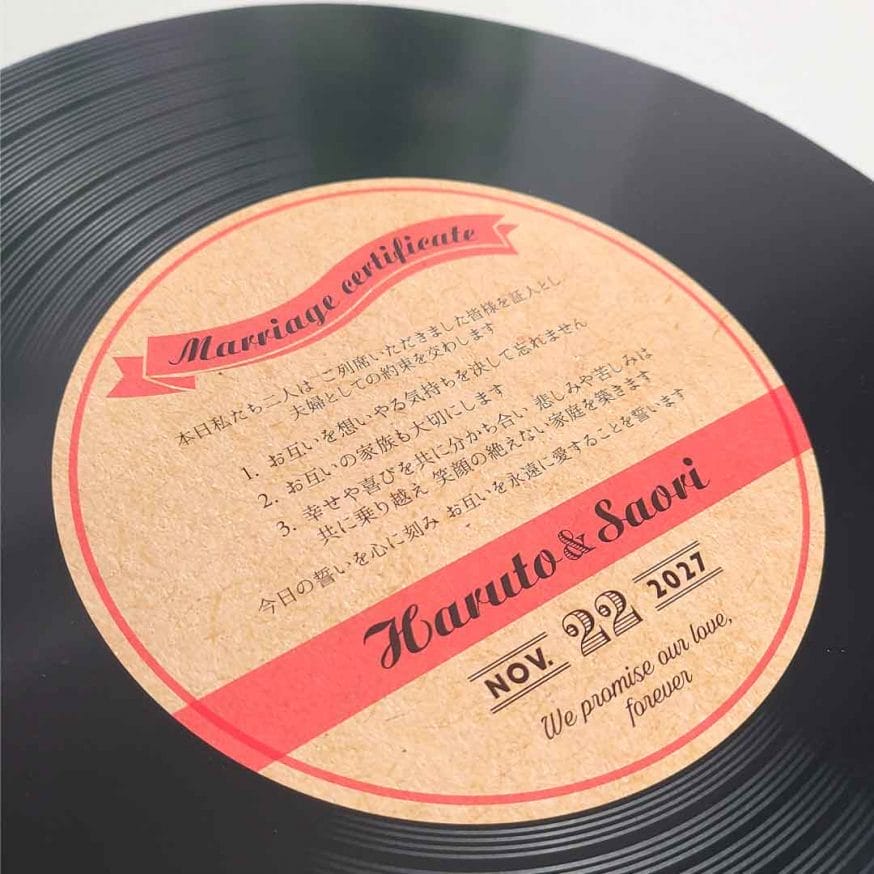 Marriage certificate
本日私たち二人は ご列席いただきました皆様を証人とし
夫婦としての約束を交わします
1. お互いを想いやる気持ちを決して忘れません
2. お互いの家族も大切にします
3. 幸せや喜びを共に分かち合い 悲しみや苦しみは
共に乗り越え 笑顔の絶えない家庭を築きます
今日の誓いを心に刻み お互いを永遠に愛することを誓います
Haruto & Saori
NOV. 22 2027
We promise our love,
forever